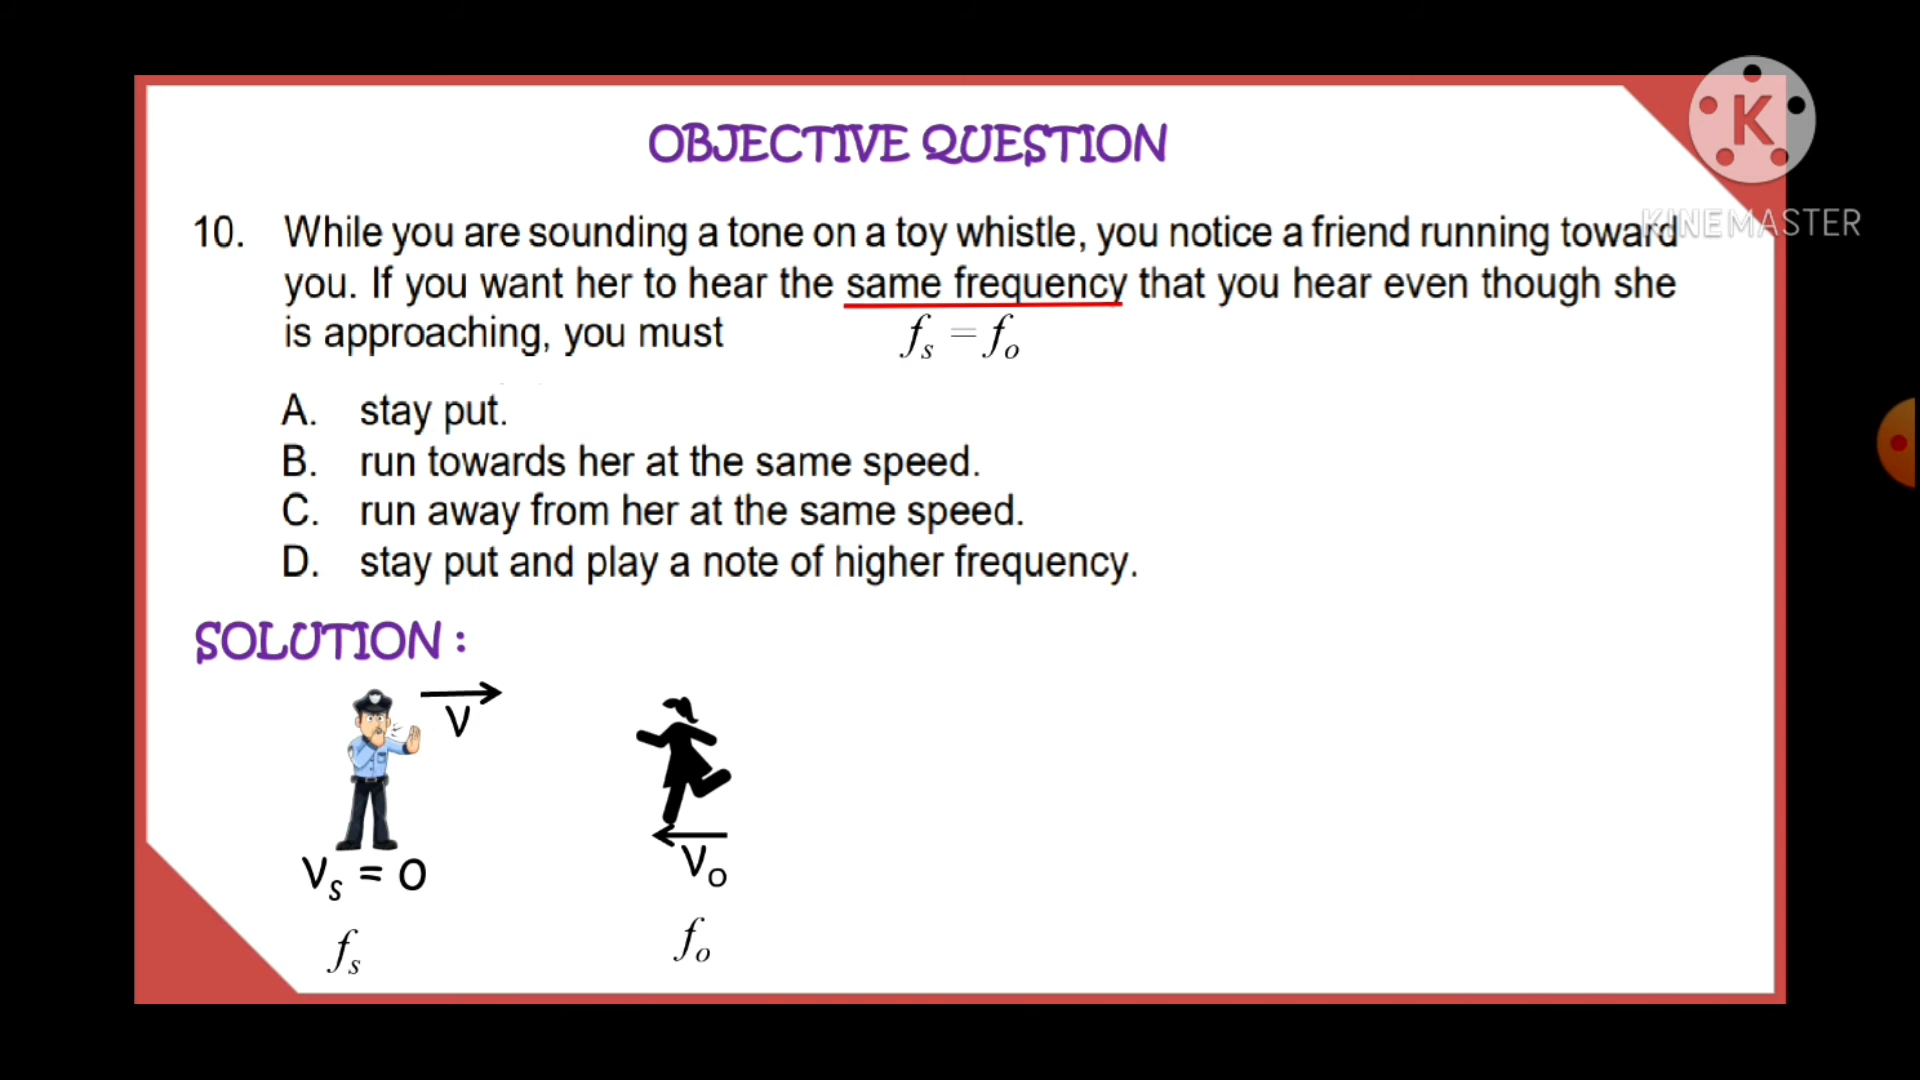 K
KINEMASTER
OBJECTIVE QUESTION
10. While you are sounding a tone on a toy whistle, you notice a friend running toward
you. If you want her to hear the same frequency that you hear even though she
is approaching, you must
fs = fo
A. stay put.
B. run towards her at the same speed.
C. run away from her at the same speed.
D. stay put and play a note of higher frequency.
SOLUTION :
v
vs = 0
vo
fs
fo